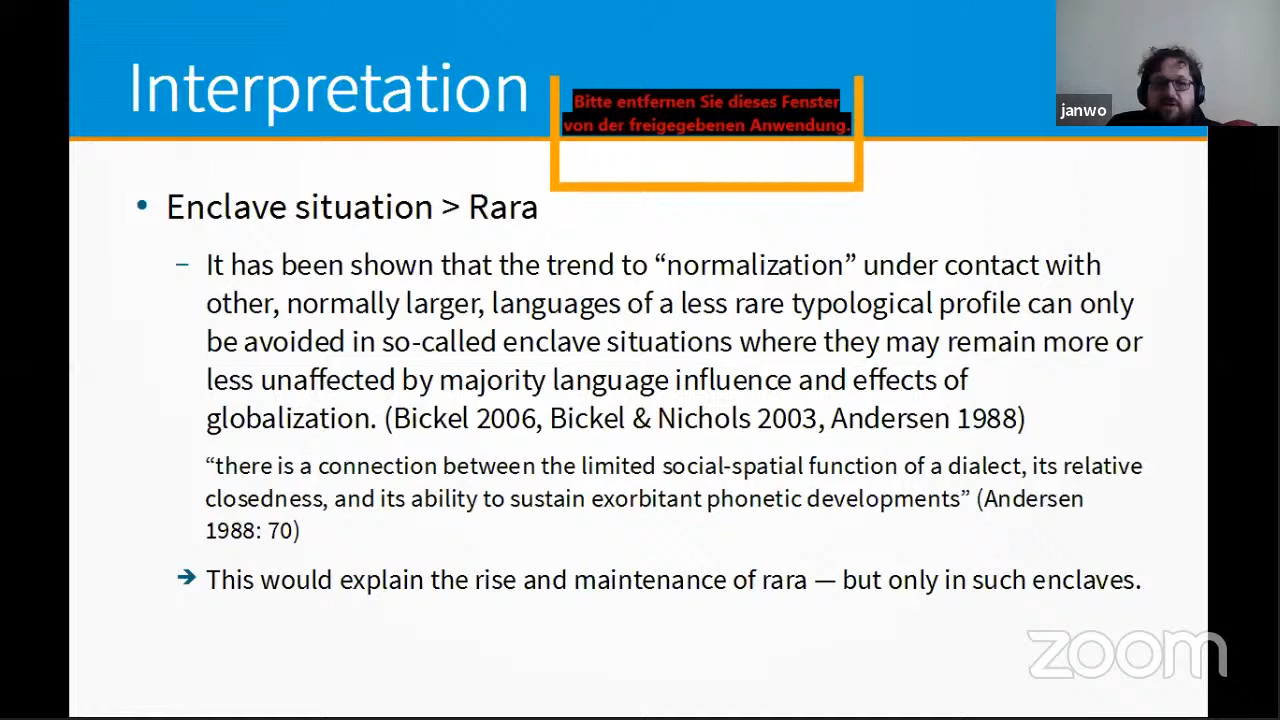 Interpretation
Bitte entfernen Sie dieses Fenster
von der freigegebenen Anwendung.
janwo
• Enclave situation > Rara
– It has been shown that the trend to “normalization” under contact with
other, normally larger, languages of a less rare typological profile can only
be avoided in so-called enclave situations where they may remain more or
less unaffected by majority language influence and effects of
globalization. (Bickel 2006, Bickel & Nichols 2003, Andersen 1988)
“there is a connection between the limited social-spatial function of a dialect, its relative
closedness, and its ability to sustain exorbitant phonetic developments” (Andersen
1988: 70)
➔ This would explain the rise and maintenance of rara — but only in such enclaves.
zoom